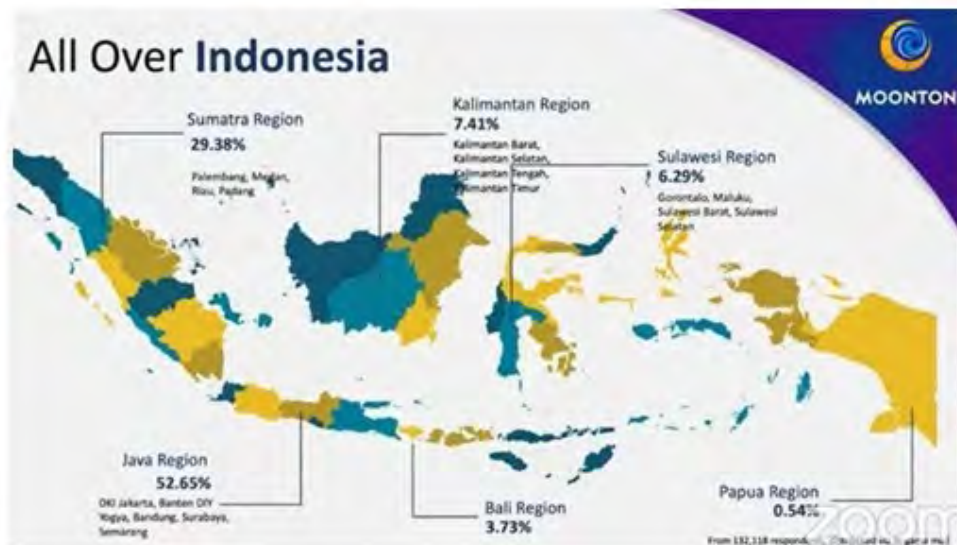 All Over Indonesia
MOONTON
Sumatra Region
29.38%
Palembang, Medan,
Riau, Padang
Kalimantan Region
7.41%
Kalimantan Barat,
Kalimantan Selatan,
Kalimantan Tengah,
Kalimantan Timur
Sulawesi Region
6.29%
Gorontalo, Maluku,
Sulawesi Barat, Sulawesi
Selatan
Java Region
52.65%
DKI Jakarta, Banten DIY
Yogya, Bandung, Surabaya,
Semarang
Bali Region
3.73%
Papua Region
0.54%
zoom
From 132,118